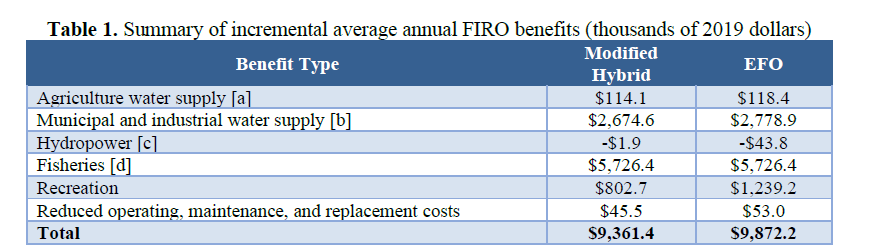 Table 1. Summary of incremental average annual FIRO benefits (thousands of 2019 dollars)
Benefit Type Modified Hybrid EFO
Agriculture water supply [a] $114.1 $118.4
Municipal and industrial water supply [b] $2,674.6 $2,778.9
Hydropower [c] -$1.9 -$43.8
Fisheries [d] $5,726.4 $5,726.4
Recreation $802.7 $1,239.2
Reduced operating, maintenance, and replacement costs $45.5 $53.0
Total $9,361.4 $9,872.2